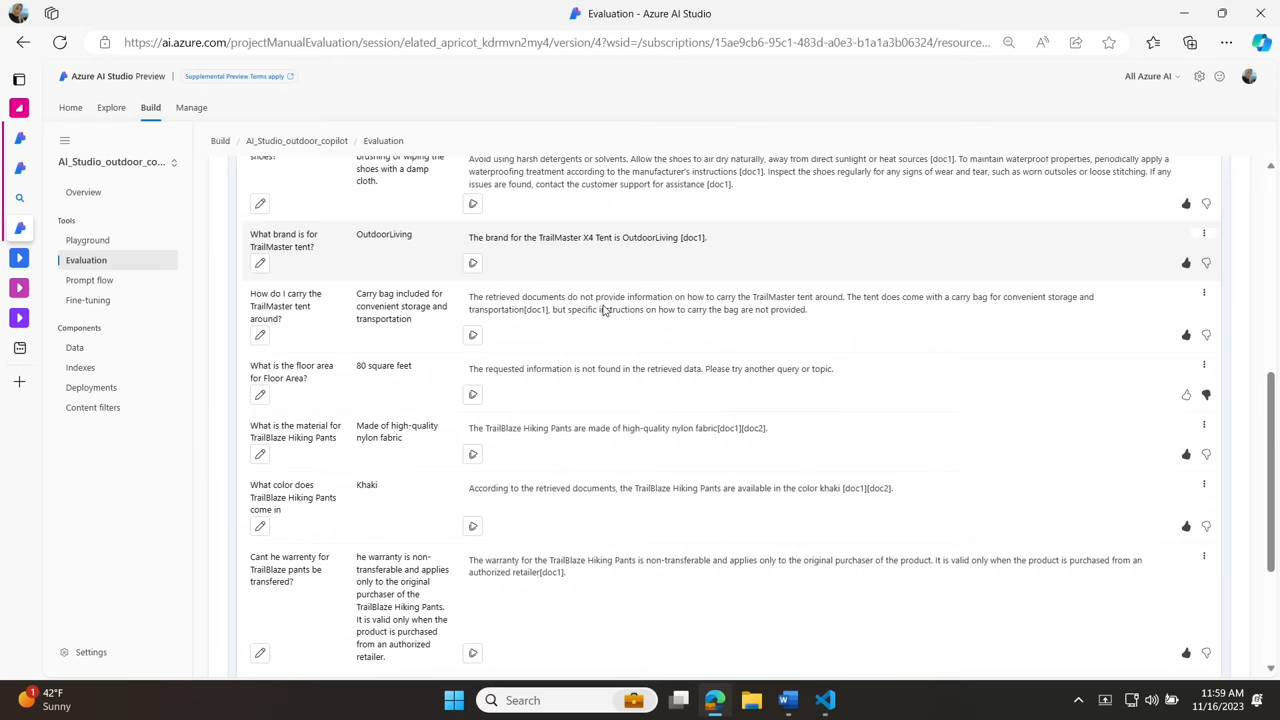 Evaluation - Azure AI Studio
https://ai.azure.com/projectManualEvaluation/session/elated_apricot_kdrmvn2my4/version/4?wsid=/subscriptions/15ae9cb6-95c1-483d-a0e3-b1a1a3b06324/resource...
Azure AI Studio Preview
Supplemental Preview Terms apply
All Azure AI
Home
Explore
Build
Manage
AI_Studio_outdoor_co...
Overview
Tools
Playground
Evaluation
Prompt flow
Fine-tuning
Components
Data
Indexes
Deployments
Content filters
Settings
Build / AI_Studio_outdoor_copilot / Evaluation
shoes?
brushing or wiping the
shoes with a damp
cloth.
Avoid using harsh detergents or solvents. Allow the shoes to air dry naturally, away from direct sunlight or heat sources [doc1]. To maintain waterproof properties, periodically apply a
waterproofing treatment according to the manufacturer's instructions [doc1]. Inspect the shoes regularly for any signs of wear and tear, such as worn outsoles or loose stitching. If any
issues are found, contact the customer support for assistance [doc1].
What brand is for
TrailMaster tent?
OutdoorLiving
The brand for the TrailMaster X4 Tent is OutdoorLiving [doc1].
How do I carry the
TrailMaster tent
around?
Carry bag included for
convenient storage and
transportation
The retrieved documents do not provide information on how to carry the TrailMaster tent around. The tent does come with a carry bag for convenient storage and
transportation[doc1], but specific instructions on how to carry the bag are not provided.
What is the floor area
for Floor Area?
80 square feet
The requested information is not found in the retrieved data. Please try another query or topic.
What is the material for
TrailBlaze Hiking Pants
Made of high-quality
nylon fabric
The TrailBlaze Hiking Pants are made of high-quality nylon fabric[doc1][doc2].
What color does
TrailBlaze Hiking Pants
come in
Khaki
According to the retrieved documents, the TrailBlaze Hiking Pants are available in the color khaki [doc1][doc2].
Cant he warrenty for
TrailBlaze pants be
transfered?
he warranty is non-
transferable and applies
only to the original
purchaser of the
TrailBlaze Hiking Pants.
It is valid only when the
product is purchased
from an authorized
retailer.
The warranty for the TrailBlaze Hiking Pants is non-transferable and applies only to the original purchaser of the product. It is valid only when the product is purchased from an
authorized retailer[doc1].
1
42°F
Sunny
Search
11:59 AM
11/16/2023